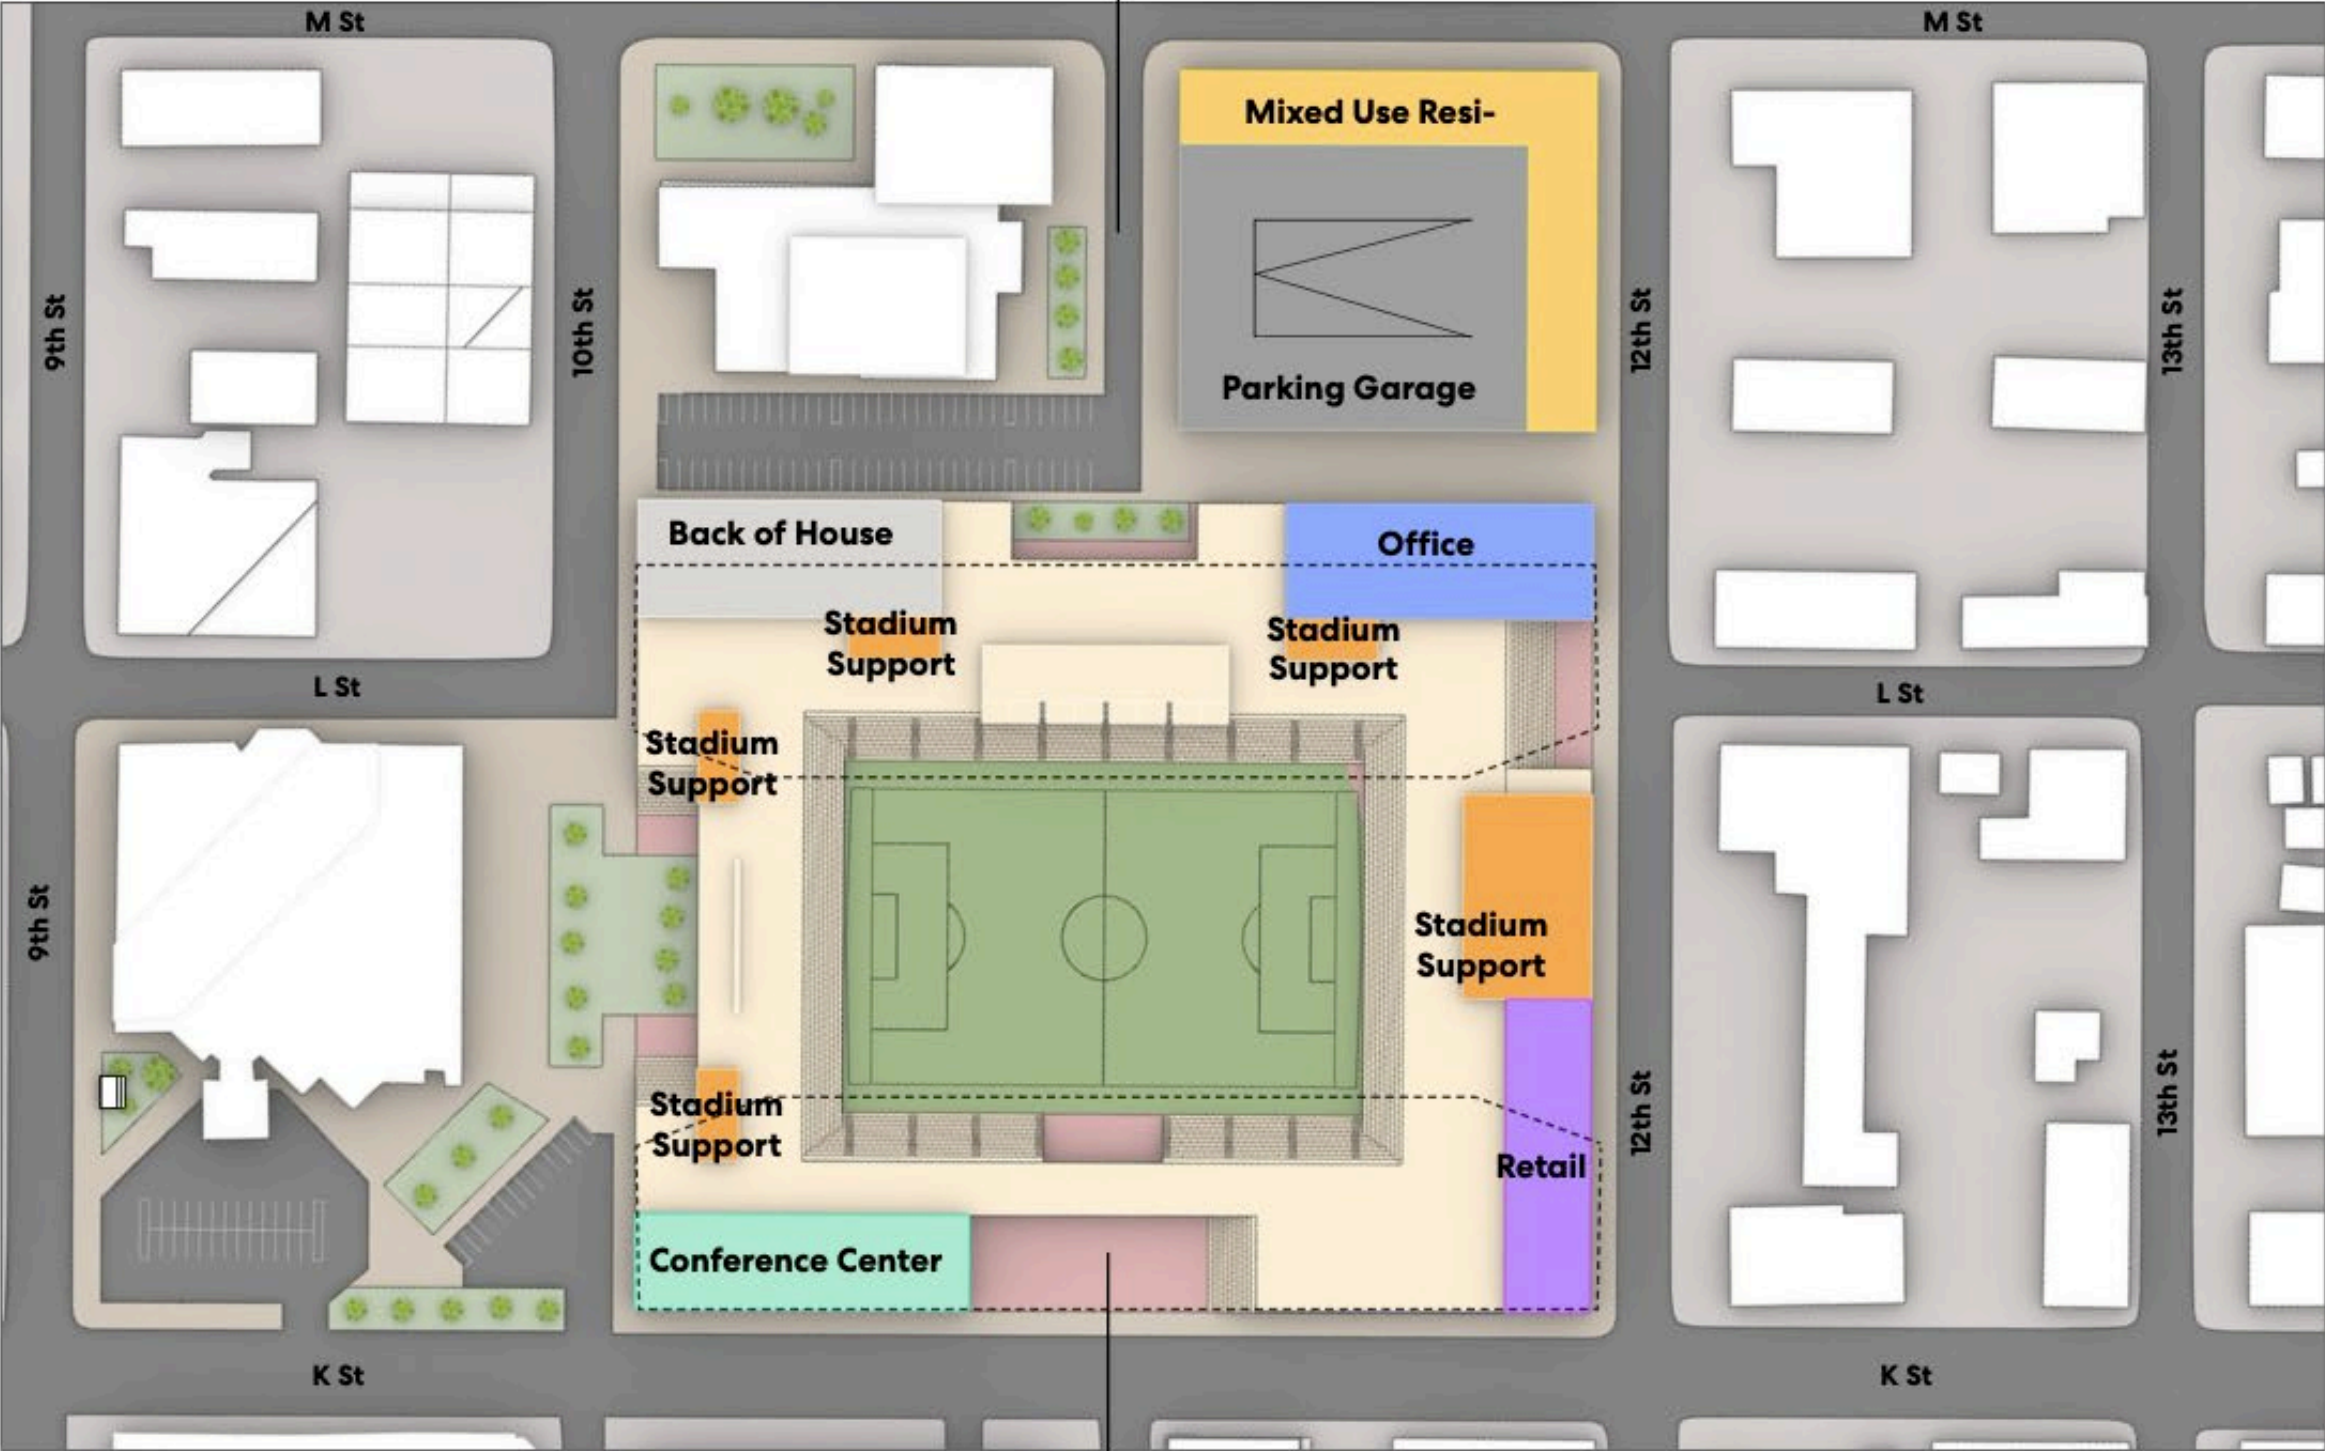 M St
M St
Mixed Use Resi-
9th St
10th St
12th St
13th St
Parking Garage
Back of House
Office
Stadium
Support
Stadium
Support
L St
L St
Stadium
Support
9th St
Stadium
Support
Stadium
Support
12th St
13th St
Retail
Conference Center
K St
K St